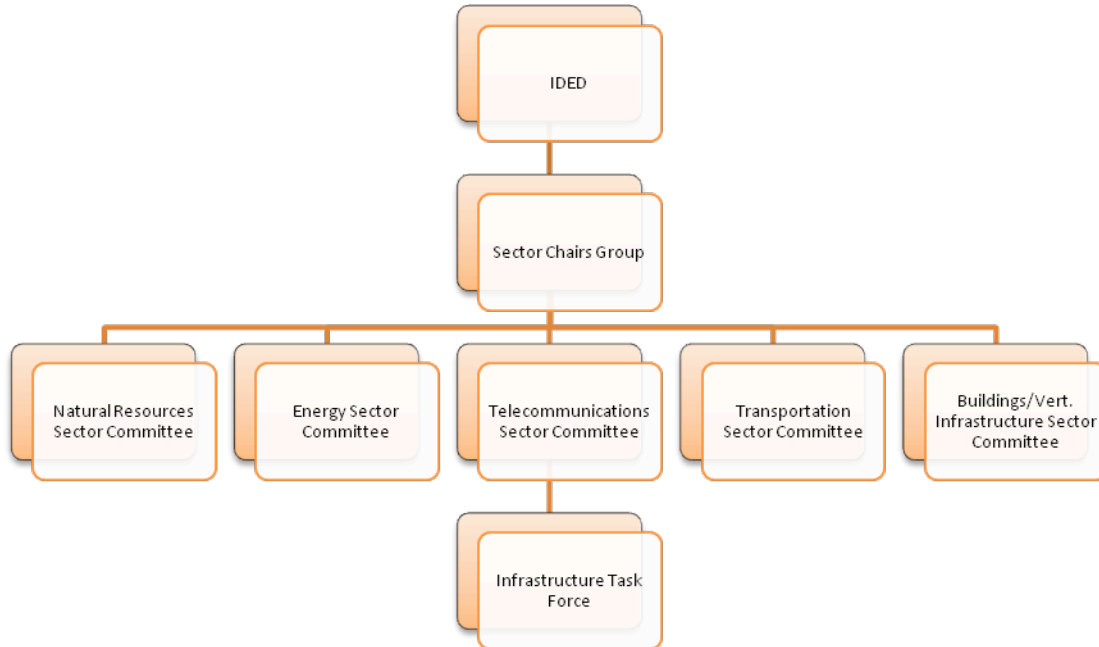 IDED
Sector Chairs Group
Natural Resources
Sector Committee
Energy Sector
Committee
Telecommunications
Sector Committee
Transportation
Sector Committee
Buildings/Vert.
Infrastructure Sector
Committee
Infrastructure Task
Force